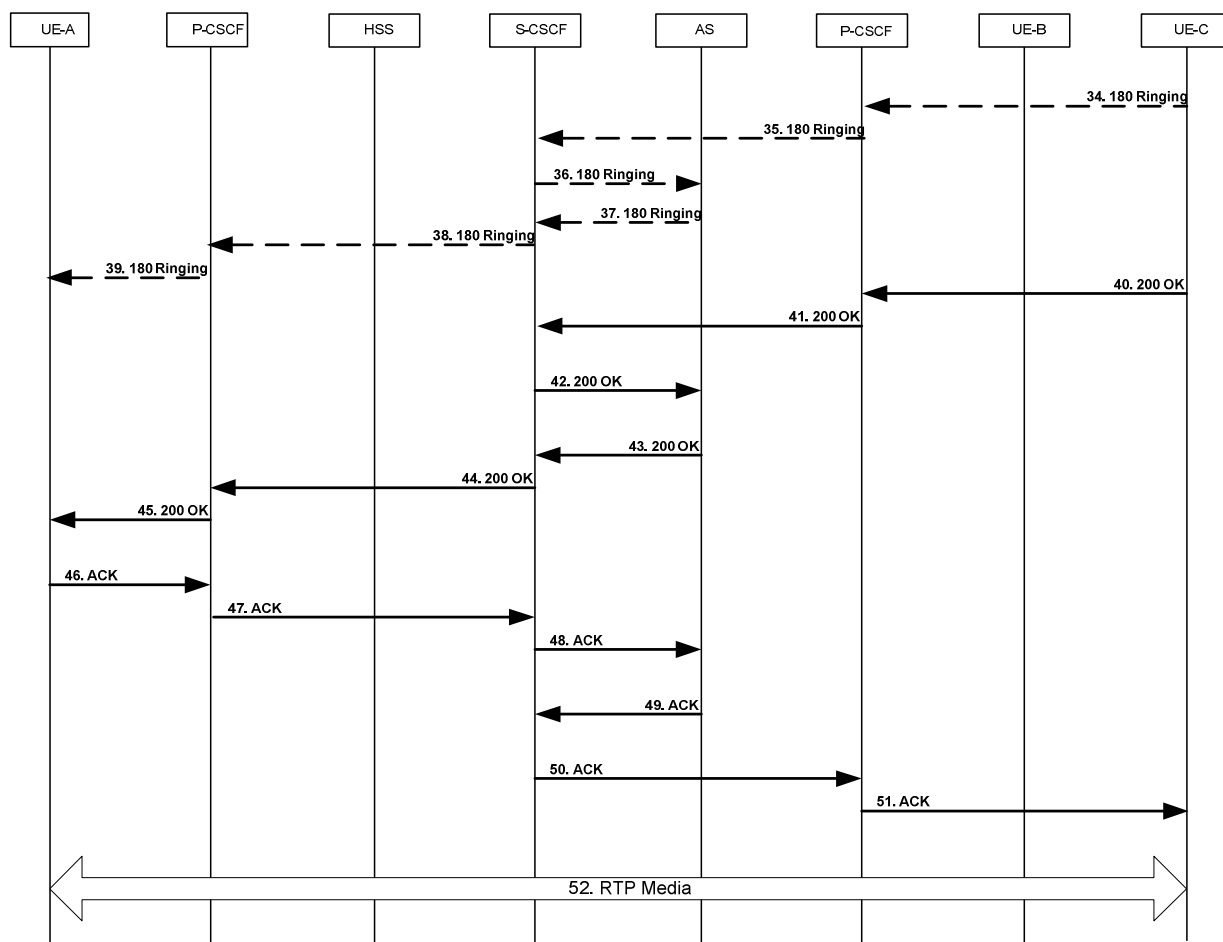 UE-A
P-CSCF
HSS
S-CSCF
AS
P-CSCF
UE-B
UE-C
34. 180 Ringing
35. 180 Ringing
36. 180 Ringing
37. 180 Ringing
38. 180 Ringing
39. 180 Ringing
40. 200 OK
41. 200 OK
42. 200 OK
43. 200 OK
44. 200 OK
45. 200 OK
46. ACK
47. ACK
48. ACK
49. ACK
50. ACK
51. ACK
52. RTP Media